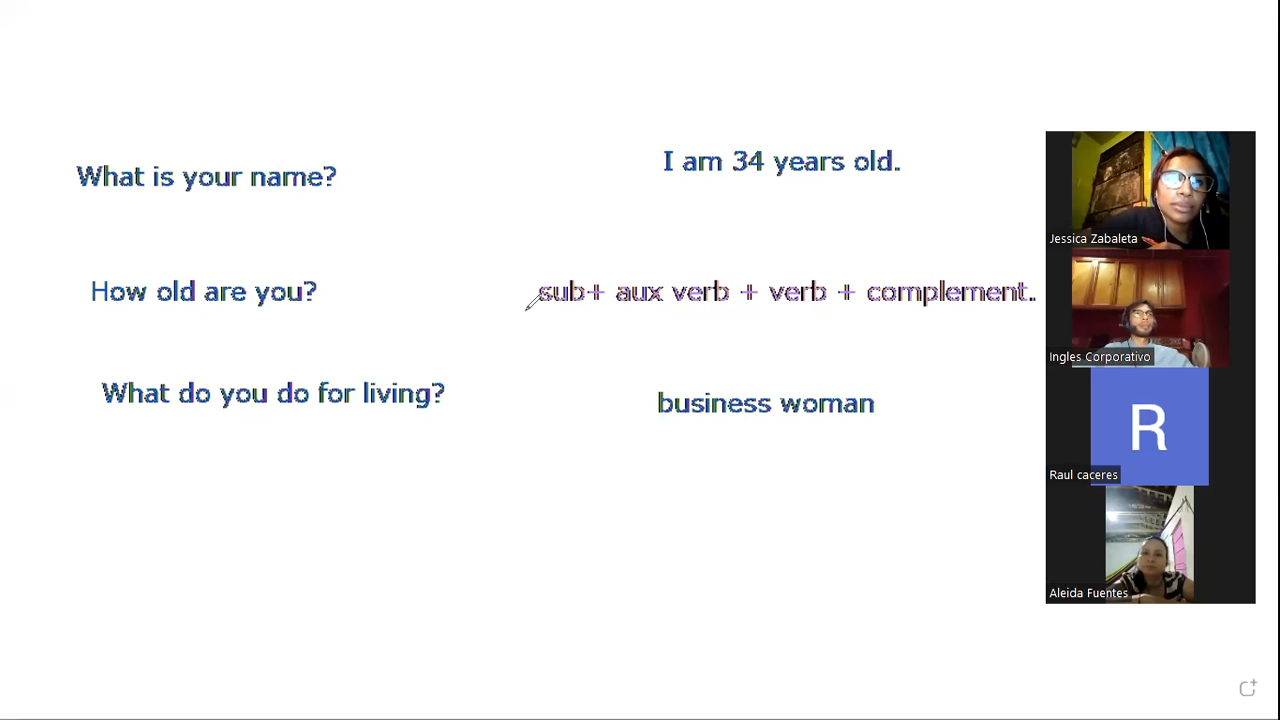 What is your name?
I am 34 years old.
How old are you?
sub+ aux verb + verb + complement.
What do you do for living?
business woman
Jessica Zabaleta
Ingles Corporativo
R
Raul caceres
Aleida Fuentes